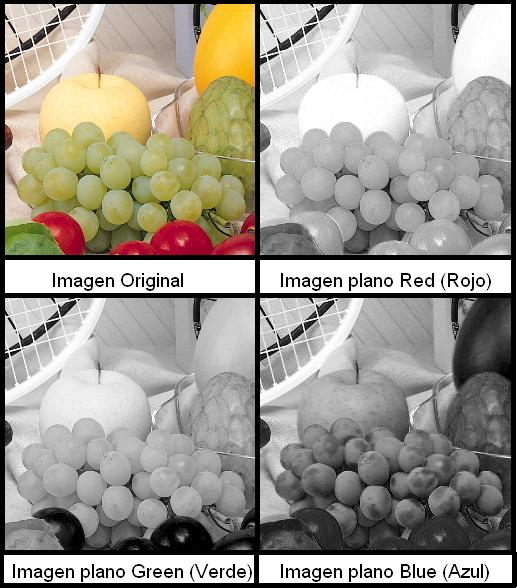 Imagen Original
Imagen plano Red (Rojo)
Imagen plano Green (Verde)
Imagen plano Blue (Azul)